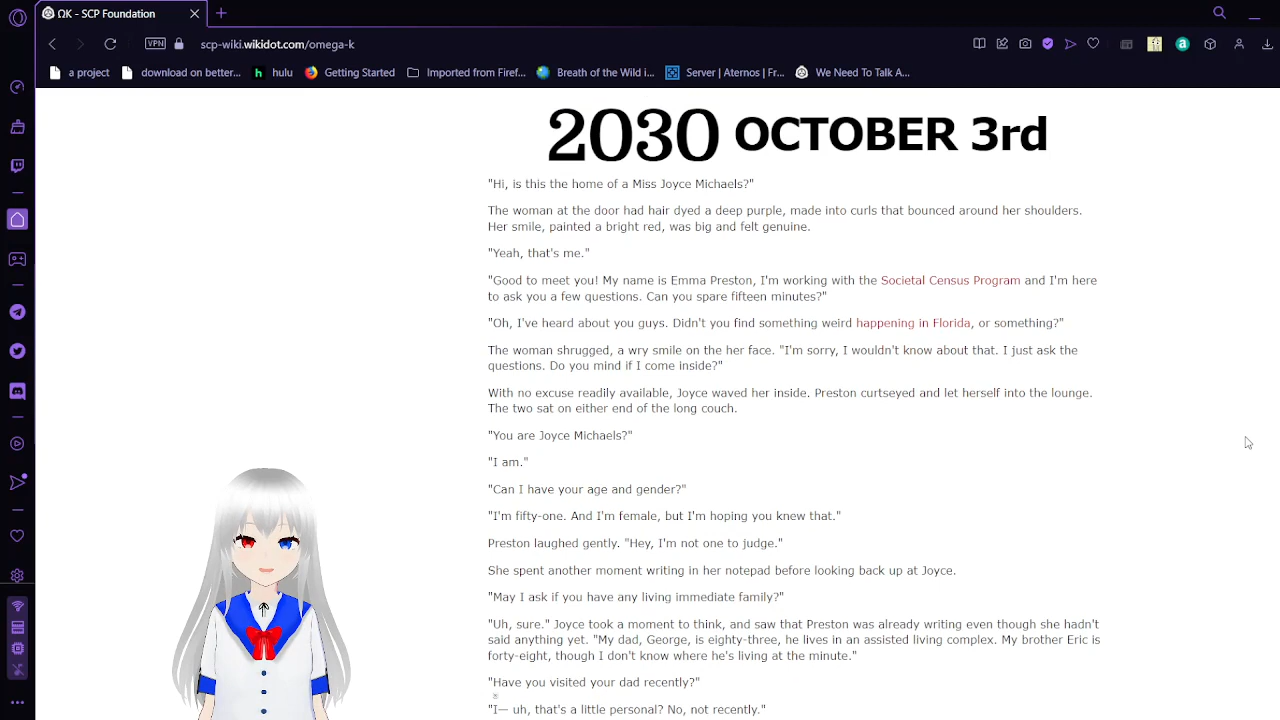 ΩK - SCP Foundation
VPN
scp-wiki.wikidot.com/omega-k
a project
download on better...
hulu
Getting Started
Imported from Firef...
Breath of the Wild i...
Server | Aternos | Fr...
We Need To Talk A...
2030 OCTOBER 3rd
"Hi, is this the home of a Miss Joyce Michaels?"
The woman at the door had hair dyed a deep purple, made into curls that bounced around her shoulders.
Her smile, painted a bright red, was big and felt genuine.
"Yeah, that's me."
"Good to meet you! My name is Emma Preston, I'm working with the Societal Census Program and I'm here
to ask you a few questions. Can you spare fifteen minutes?"
"Oh, I've heard about you guys. Didn't you find something weird happening in Florida, or something?"
The woman shrugged, a wry smile on the her face. "I'm sorry, I wouldn't know about that. I just ask the
questions. Do you mind if I come inside?"
With no excuse readily available, Joyce waved her inside. Preston curtseyed and let herself into the lounge.
The two sat on either end of the long couch.
"You are Joyce Michaels?"
"I am."
"Can I have your age and gender?"
"I'm fifty-one. And I'm female, but I'm hoping you knew that."
Preston laughed gently. "Hey, I'm not one to judge."
She spent another moment writing in her notepad before looking back up at Joyce.
"May I ask if you have any living immediate family?"
"Uh, sure." Joyce took a moment to think, and saw that Preston was already writing even though she hadn't
said anything yet. "My dad, George, is eighty-three, he lives in an assisted living complex. My brother Eric is
forty-eight, though I don't know where he's living at the minute."
"Have you visited your dad recently?"
"I— uh, that's a little personal? No, not recently."